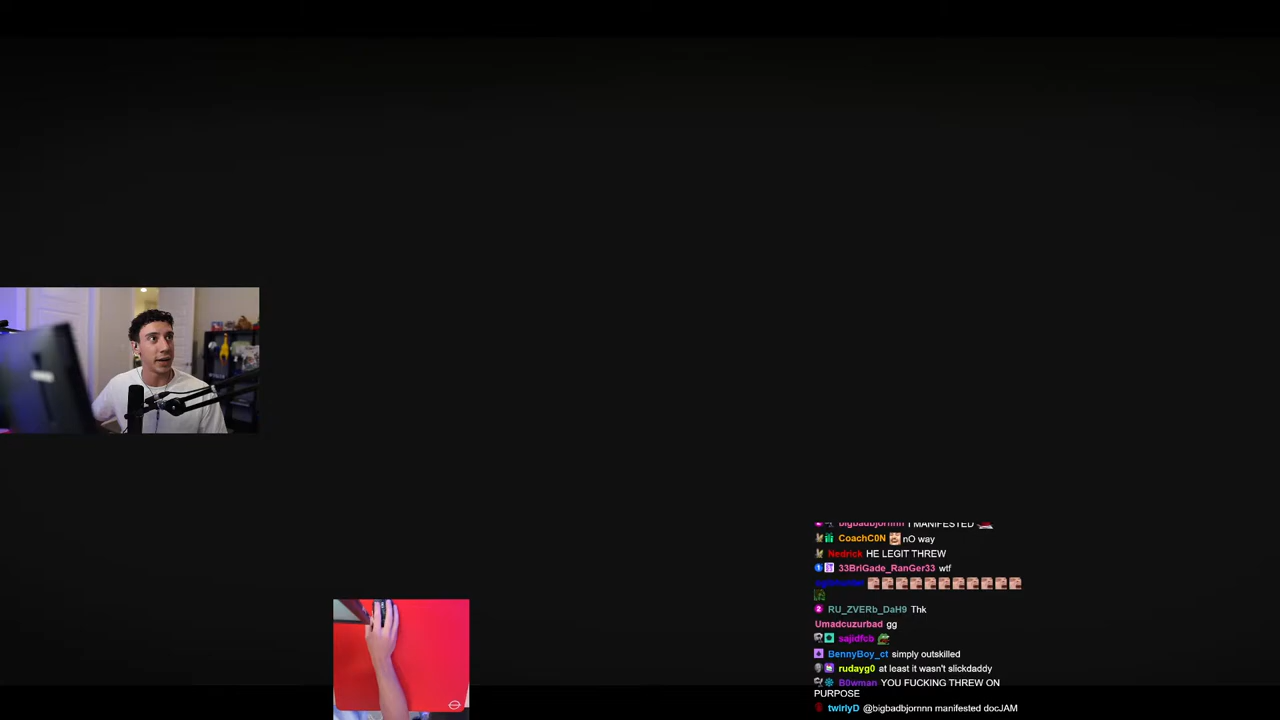 bigbadbjornnn I MANIFESTED
CoachC0N nO way
Nedrick HE LEGIT THREW
33BriGade_RanGer33 wtf
RU_ZVERb_DaH9 Thk
Umadcuzurbad gg
sajidfcb
BennyBoy_ct simply outskilled
rudayg0 at least it wasn't slickdaddy
B0wman YOU FUCKING THREW ON
PURPOSE
twirlyD @bigbadbjornnn manifested docJAM